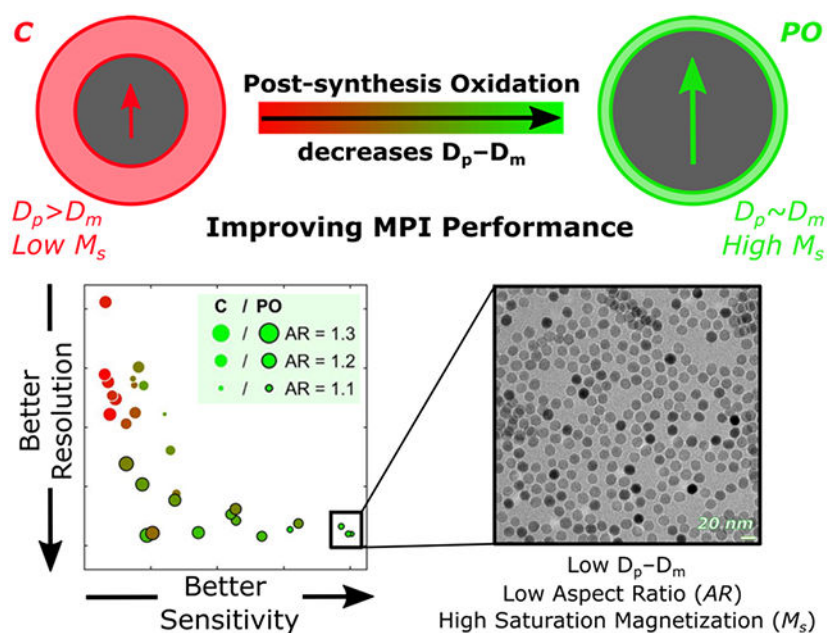 C
PO
Post-synthesis Oxidation
decreases Dₚ–Dₘ
Dₚ>Dₘ
Low Mₛ
Improving MPI Performance
Dₚ~Dₘ
High Mₛ
C / PO
/ AR = 1.3
/ AR = 1.2
/ AR = 1.1
Better
Resolution
Better
Sensitivity
20 nm
Low Dₚ–Dₘ
Low Aspect Ratio (AR)
High Saturation Magnetization (Mₛ)